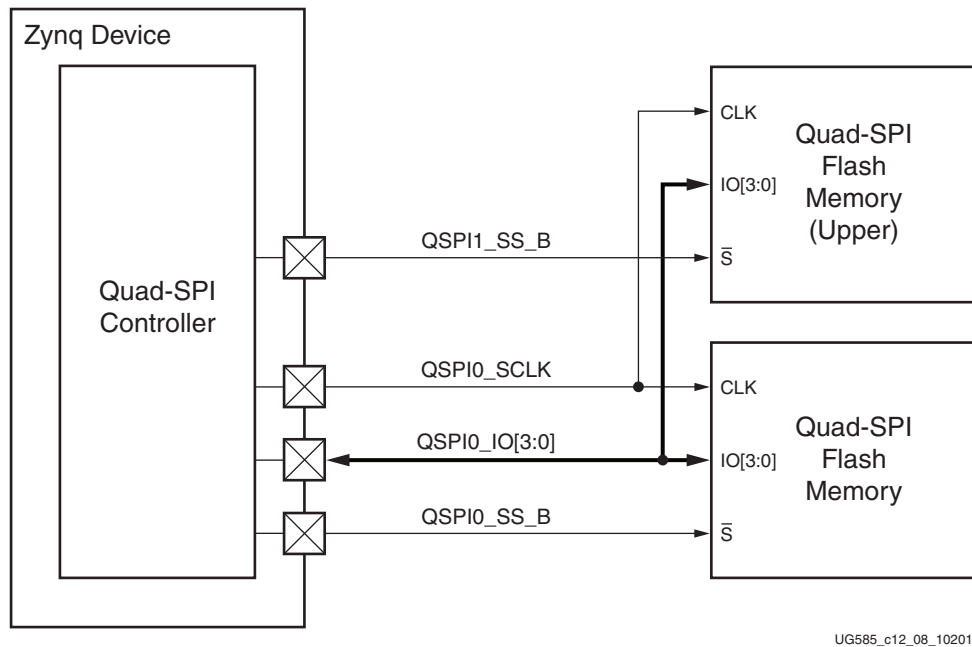 Zynq Device
Quad-SPI
Controller
QSPI1_SS_B
QSPI0_SCLK
QSPI0_IO[3:0]
QSPI0_SS_B
CLK
IO[3:0]
S̅
Quad-SPI
Flash
Memory
(Upper)
CLK
IO[3:0]
S̅
Quad-SPI
Flash
Memory
UG585_c12_08_10201